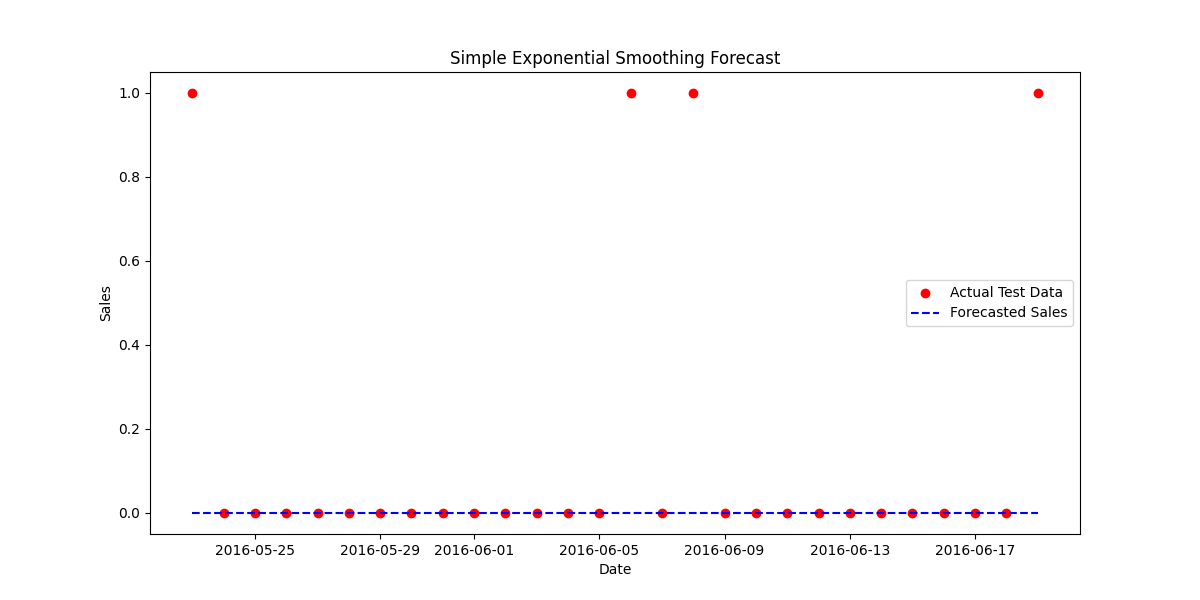 Simple Exponential Smoothing Forecast
1.0
0.8
0.6
0.4
0.2
0.0
Sales
Actual Test Data
Forecasted Sales
2016-05-25 2016-05-29 2016-06-01 2016-06-05 2016-06-09 2016-06-13 2016-06-17
Date